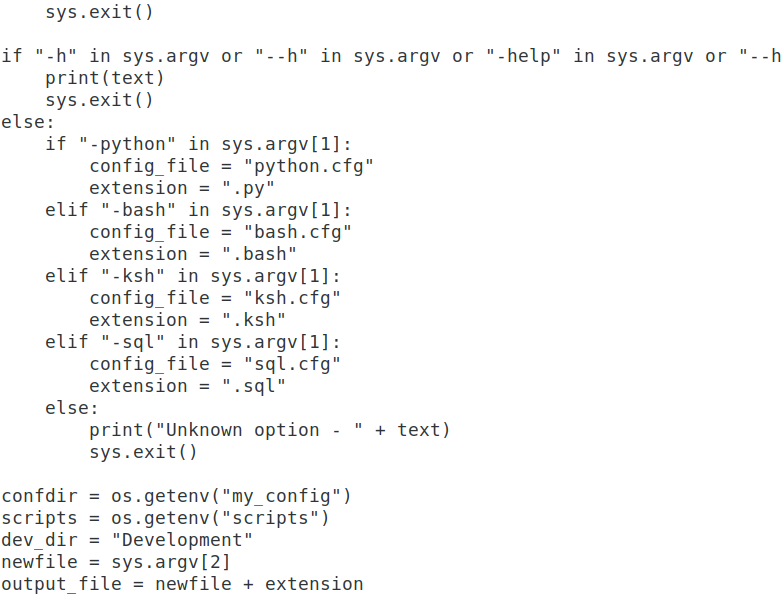 sys.exit()

if "-h" in sys.argv or "--h" in sys.argv or "-help" in sys.argv or "--h
    print(text)
    sys.exit()
else:
    if "-python" in sys.argv[1]:
        config_file = "python.cfg"
        extension = ".py"
    elif "-bash" in sys.argv[1]:
        config_file = "bash.cfg"
        extension = ".bash"
    elif "-ksh" in sys.argv[1]:
        config_file = "ksh.cfg"
        extension = ".ksh"
    elif "-sql" in sys.argv[1]:
        config_file = "sql.cfg"
        extension = ".sql"
    else:
        print("Unknown option - " + text)
        sys.exit()

confdir = os.getenv("my_config")
scripts = os.getenv("scripts")
dev_dir = "Development"
newfile = sys.argv[2]
output_file = newfile + extension